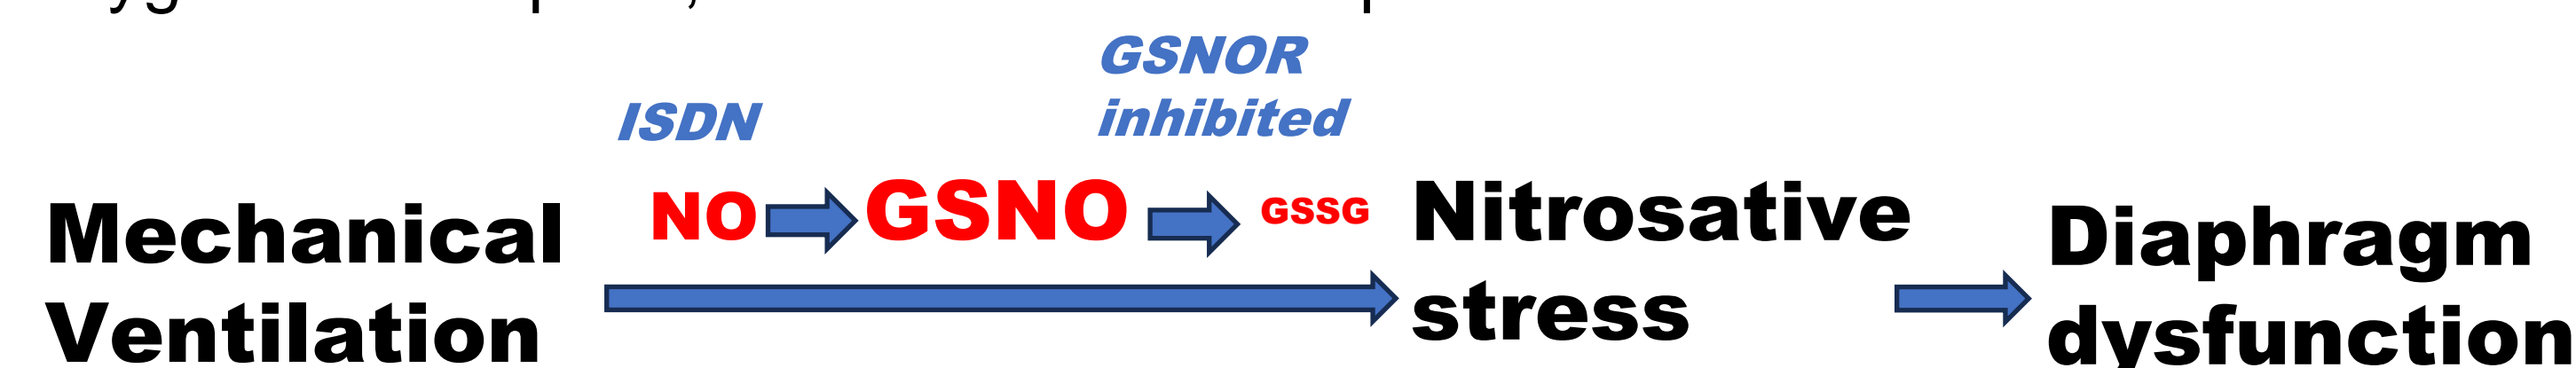 GSNOR
inhibited
ISDN
NO GSNO GSSG
Mechanical
Ventilation
Nitrosative
stress
Diaphragm
dysfunction